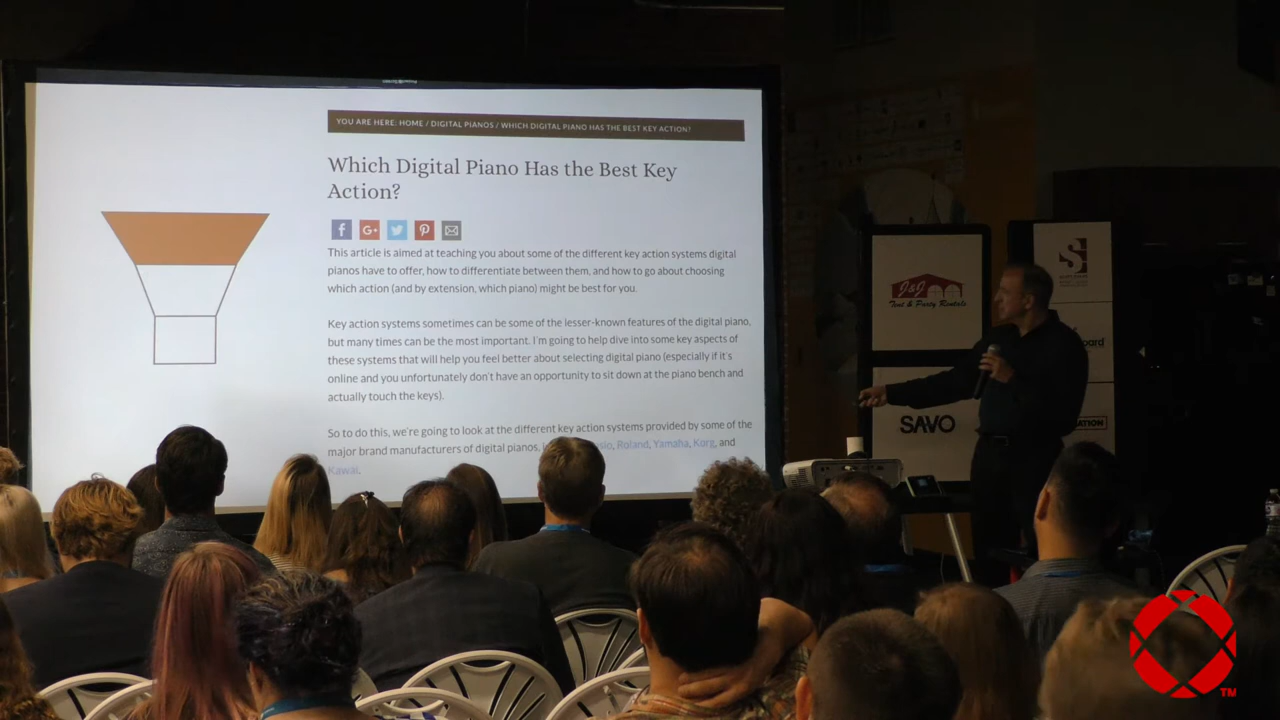 YOU ARE HERE: HOME / DIGITAL PIANOS / WHICH DIGITAL PIANO HAS THE BEST KEY ACTION?
Which Digital Piano Has the Best Key
Action?
f G+ P
This article is aimed at teaching you about some of the different key action systems digital
pianos have to offer, how to differentiate between them, and how to go about choosing
which action (and by extension, which piano) might be best for you.
Key action systems sometimes can be some of the lesser-known features of the digital piano,
but many times can be the most important. I'm going to help dive into some key aspects of
these systems that will help you feel better about selecting digital piano (especially if it's
online and you unfortunately don't have an opportunity to sit down at the piano bench and
actually touch the keys).
So to do this, we're going to look at the different key action systems provided by some of the
major brand manufacturers of digital pianos, Roland, Yamaha, Korg, and
Kawai.
J&J
Tent & Party Rentals
SAVO
TM